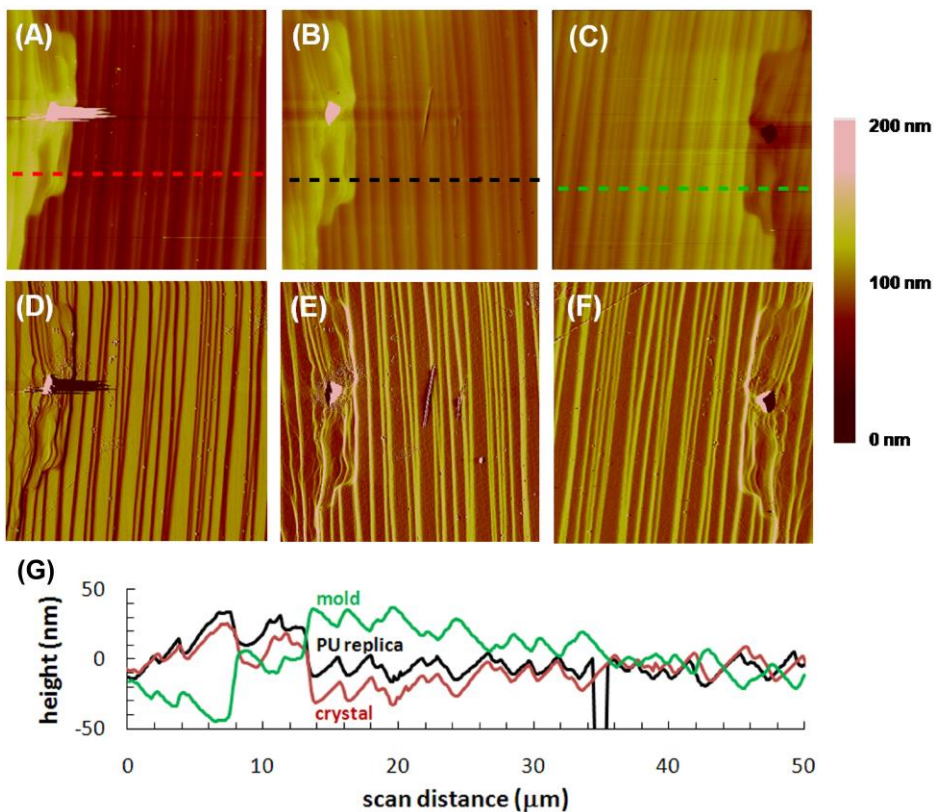 (A)
(B)
(C)
200 nm
100 nm
0 nm
(D)
(E)
(F)
(G)
50
0
-50
height (nm)
mold
PU replica
crystal
0
10
20
30
40
50
scan distance (μm)